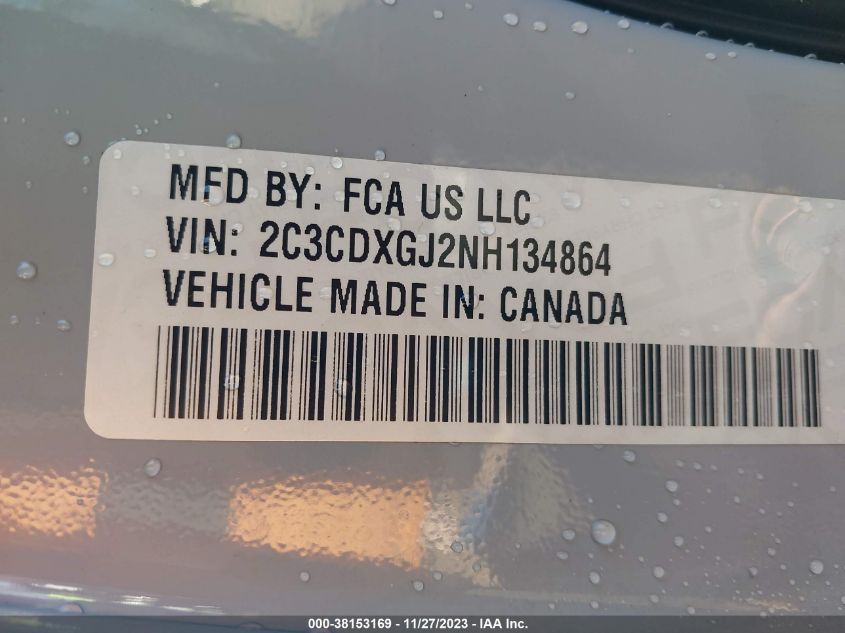 MFD BY: FCA US LLC
VIN: 2C3CDXGJ2NH134864
VEHICLE MADE IN: CANADA
000-38153169 - 11/27/2023 - IAA Inc.